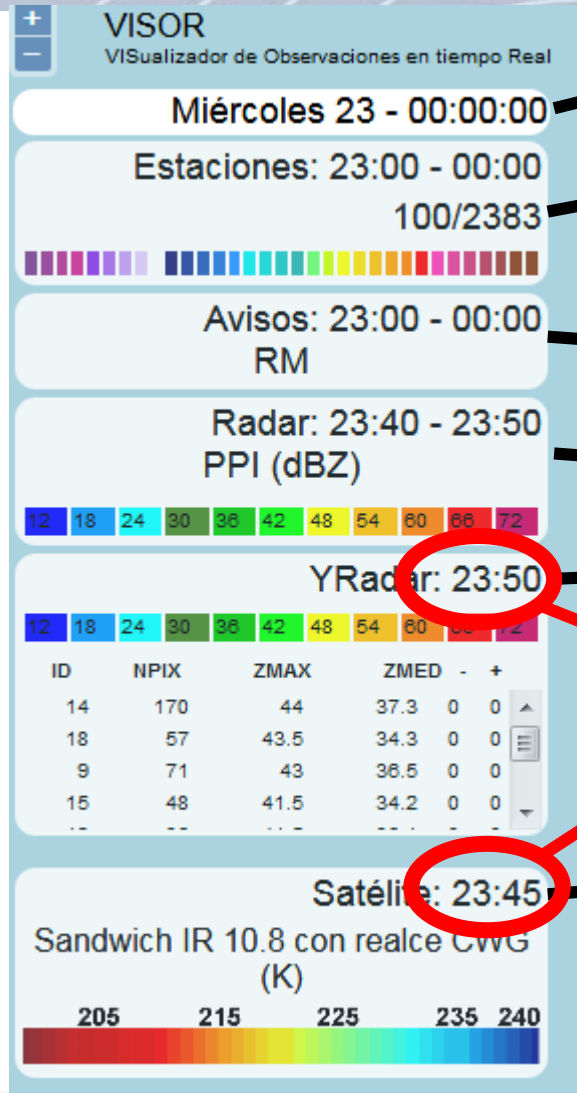 +
-
VISOR
VISualizador de Observaciones en tiempo Real
Miércoles 23 - 00:00:00
Estaciones: 23:00 - 00:00
100/2383
Avisos: 23:00 - 00:00
RM
Radar: 23:40 - 23:50
PPI (dBZ)
12 18 24 30 36 42 48 54 60 66 72
YRadar: 23:50
12 18 24 30 36 42 48 54 60 72
ID NPIX ZMAX ZMED - +
14 170 44 37.3 0 0
18 57 43.5 34.3 0 0
9 71 43 36.5 0 0
15 48 41.5 34.2 0 0
Satélite: 23:45
Sandwich IR 10.8 con realce CWG
(K)
205 215 225 235 240